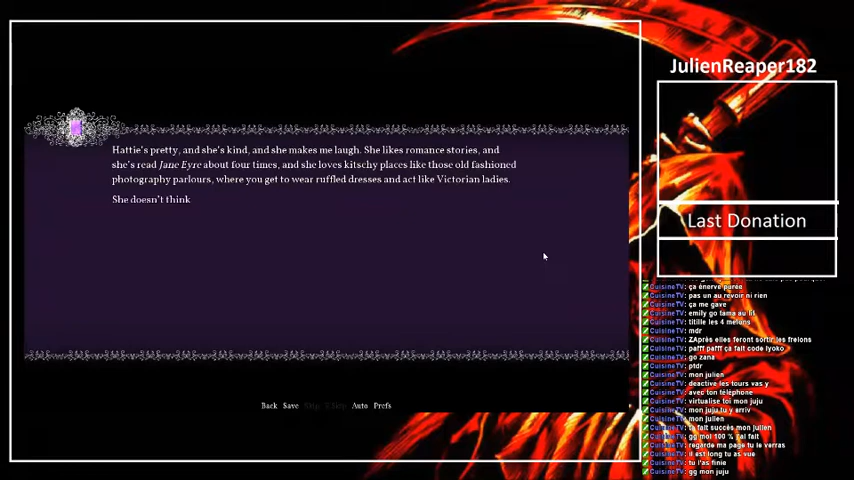 JulienReaper182
Hattie's pretty, and she's kind, and she makes me laugh. She likes romance stories, and
she's read Jane Eyre about four times, and she loves kitschy places like those old fashioned
photography parlours, where you get to wear ruffled dresses and act like Victorian ladies.
She doesn't think
Back Save Auto Prefs
Last Donation
CuisineTV: ça énerve purée
CuisineTV: pas un au revoir ni rien
CuisineTV: ça me gave
CuisineTV: emily go tama au lit
CuisineTV: titille les 4 melons
CuisineTV: mdr
CuisineTV: ZAprès elles feront sortir les frelons
CuisineTV: pafff pafff ça fait code lyoko
CuisineTV: go zana
CuisineTV: ptdr
CuisineTV: mon julien
CuisineTV: deactive les tours vas y
CuisineTV: avec ton téléphone
CuisineTV: virtualise toi mon juju
CuisineTV: mon juju t'y arriv
CuisineTV: mon julien
CuisineTV: fait succès mon julien
CuisineTV: gg moi 100 % j'ai fait
CuisineTV: regarde ma page tu le verras
CuisineTV: il est long tu as vue
CuisineTV: tu l'as finie
CuisineTV: gg mon juju